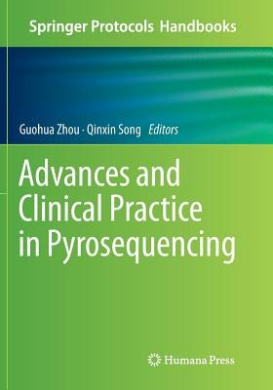 Springer Protocols Handbooks
Guohua Zhou · Qinxin Song Editors
Advances and
Clinical Practice
in Pyrosequencing
Humana Press